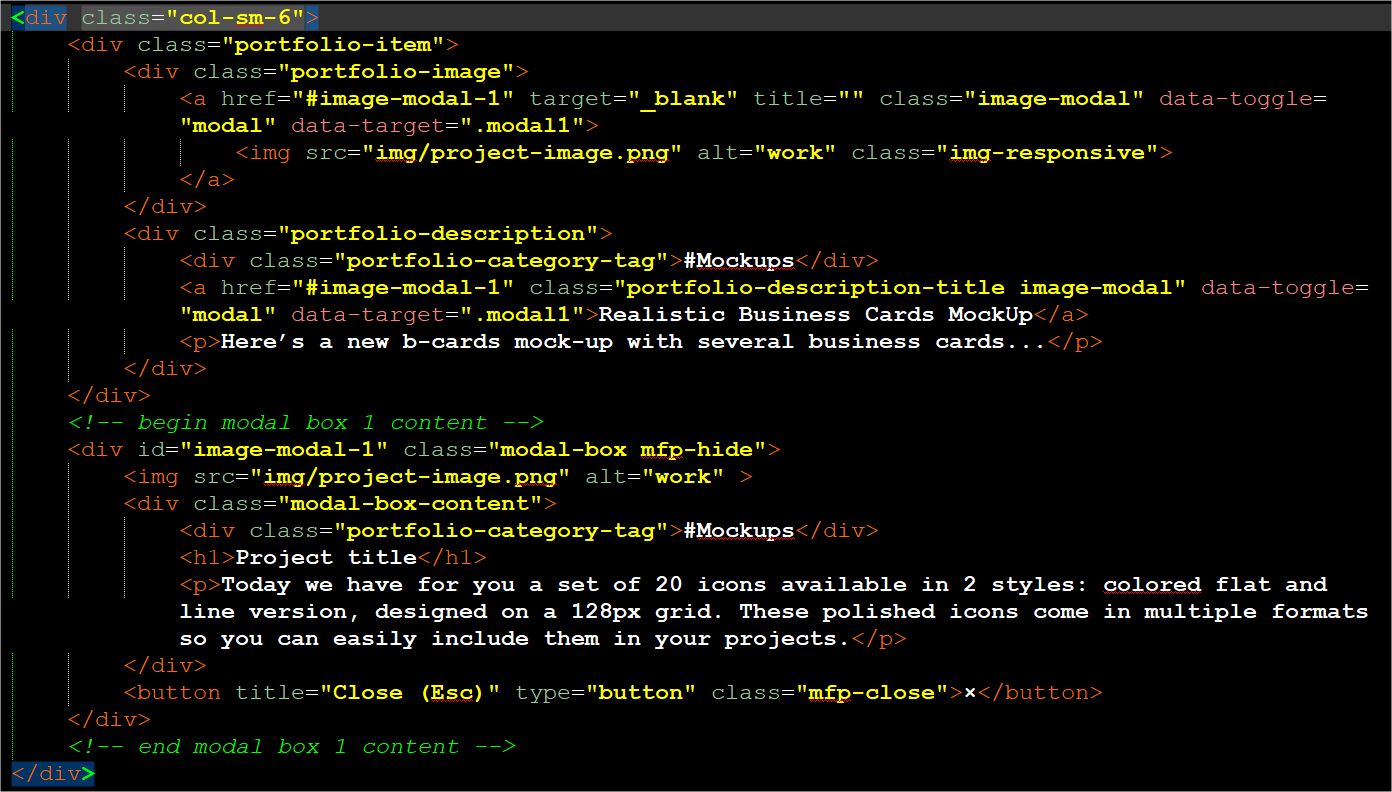 <div class="col-sm-6">
    <div class="portfolio-item">
        <div class="portfolio-image">
            <a href="#image-modal-1" target="_blank" title="" class="image-modal" data-toggle=
            "modal" data-target=".modal1">
                <img src="img/project-image.png" alt="work" class="img-responsive">
            </a>
        </div>
        <div class="portfolio-description">
            <div class="portfolio-category-tag">#Mockups</div>
            <a href="#image-modal-1" class="portfolio-description-title image-modal" data-toggle=
            "modal" data-target=".modal1">Realistic Business Cards MockUp</a>
            <p>Here’s a new b-cards mock-up with several business cards...</p>
        </div>
    </div>
    <!-- begin modal box 1 content -->
    <div id="image-modal-1" class="modal-box mfp-hide">
        <img src="img/project-image.png" alt="work" >
        <div class="modal-box-content">
            <div class="portfolio-category-tag">#Mockups</div>
            <h1>Project title</h1>
            <p>Today we have for you a set of 20 icons available in 2 styles: colored flat and
            line version, designed on a 128px grid. These polished icons come in multiple formats
            so you can easily include them in your projects.</p>
        </div>
        <button title="Close (Esc)" type="button" class="mfp-close">×</button>
    </div>
    <!-- end modal box 1 content -->
</div>